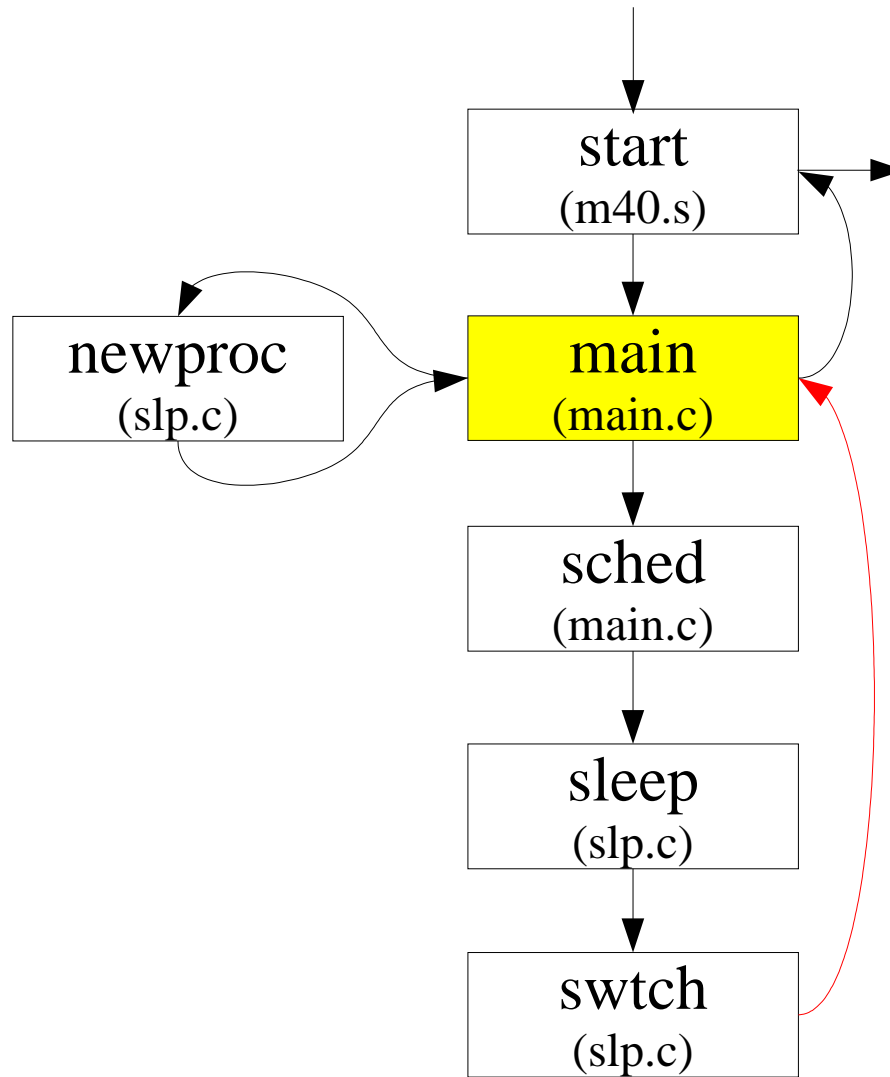 start
(m40.s)
newproc
(slp.c)
main
(main.c)
sched
(main.c)
sleep
(slp.c)
swtch
(slp.c)